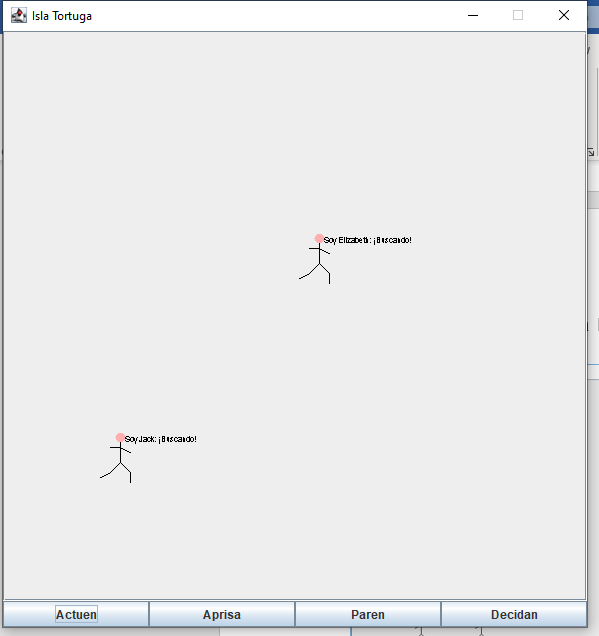 Isla Tortuga
Soy Elizabeth: ¡Buscando!
Soy Jack: ¡Buscando!
Actuen
Aprisa
Paren
Decidan